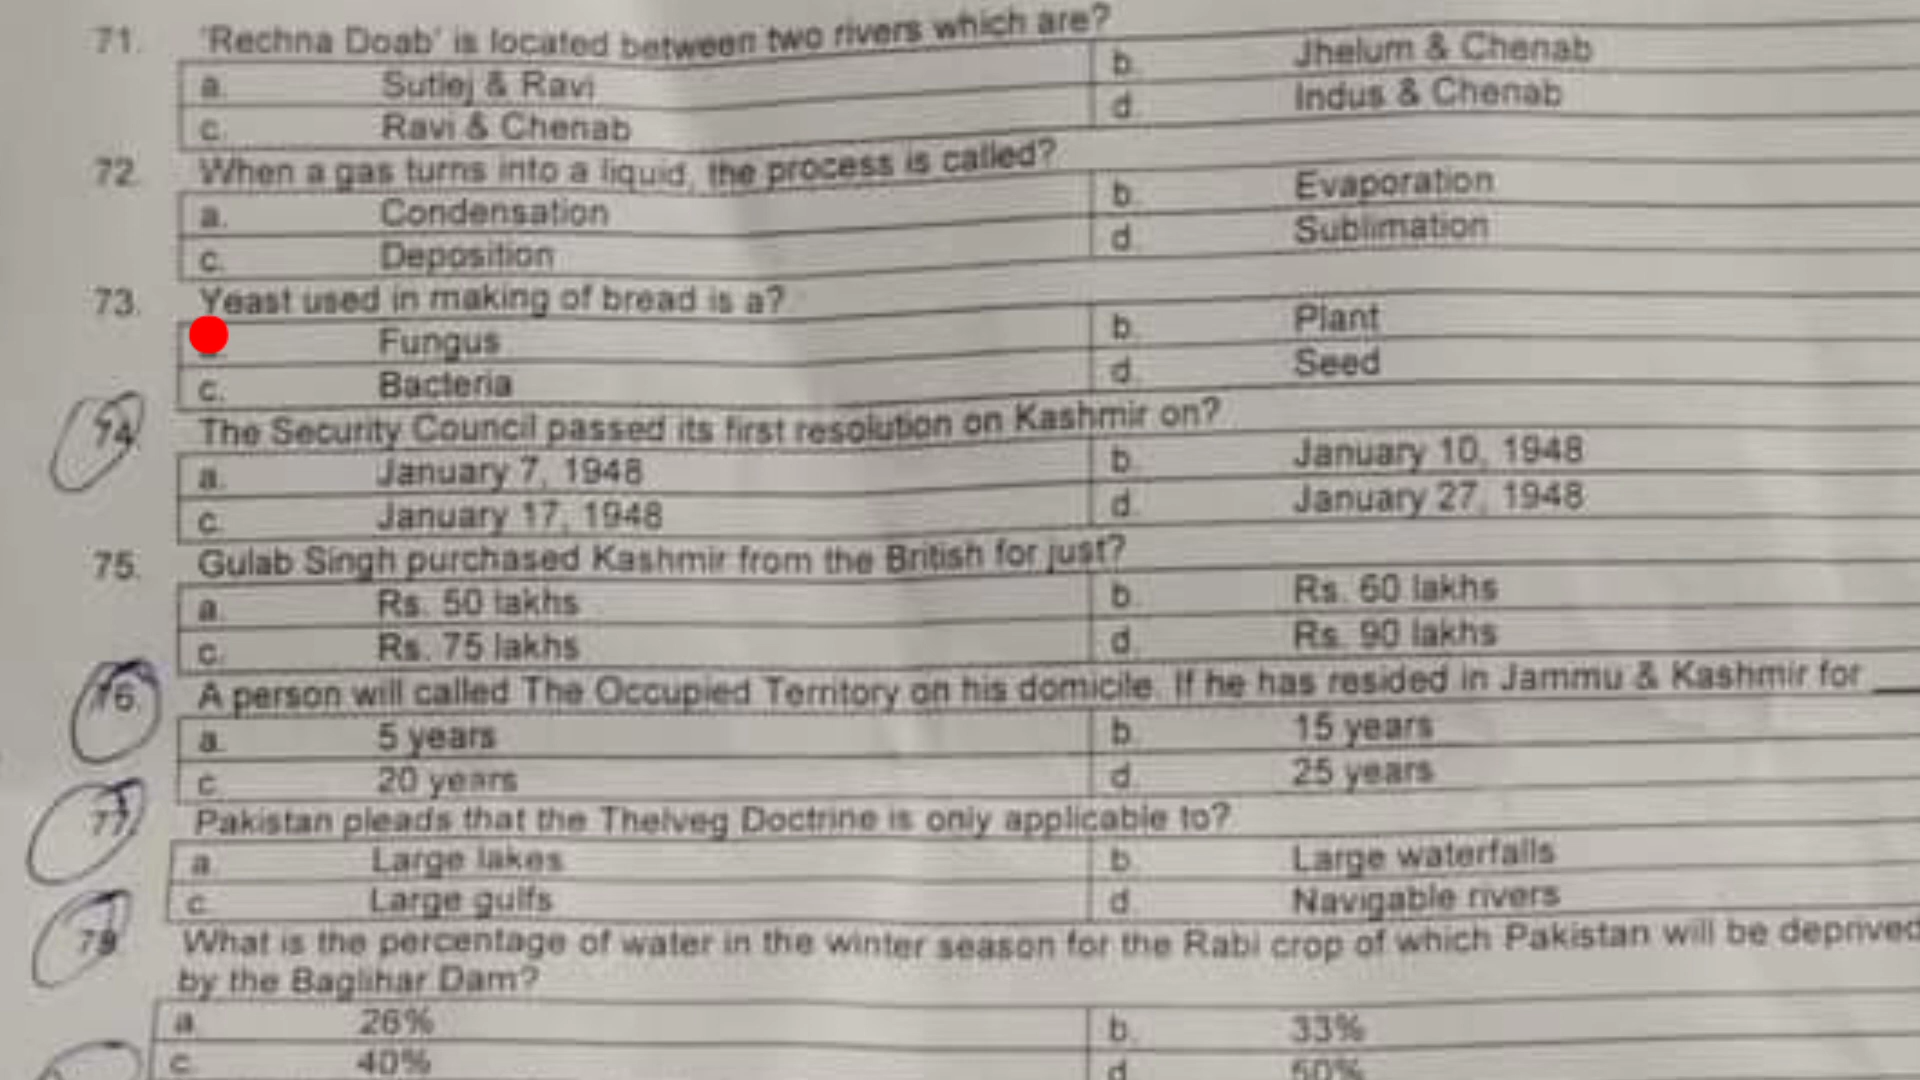 71. 'Rechna Doab' is located between two rivers which are?
a. Sutlej & Ravi b. Jhelum & Chenab
c. Ravi & Chenab d. Indus & Chenab
72. When a gas turns into a liquid, the process is called?
a. Condensation b. Evaporation
c. Deposition d. Sublimation
73. Yeast used in making of bread is a?
Fungus b. Plant
c. Bacteria d. Seed
74. The Security Council passed its first resolution on Kashmir on?
a. January 7, 1948 b. January 10, 1948
c. January 17, 1948 d. January 27, 1948
75. Gulab Singh purchased Kashmir from the British for just?
a. Rs. 50 lakhs b. Rs. 60 lakhs
c. Rs. 75 lakhs d. Rs. 90 lakhs
76. A person will called The Occupied Territory on his domicile. If he has resided in Jammu & Kashmir for
a. 5 years b. 15 years
c. 20 years d. 25 years
77. Pakistan pleads that the Thelveg Doctrine is only applicable to?
a. Large lakes b. Large waterfalls
c. Large gulfs d. Navigable rivers
78. What is the percentage of water in the winter season for the Rabi crop of which Pakistan will be deprived
by the Baglihar Dam?
a. 26% b. 33%
c. 40% d. 50%